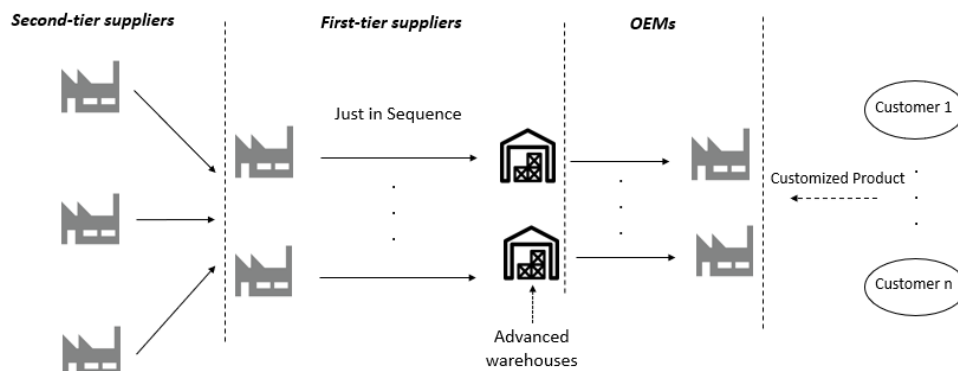 Second-tier suppliers
First-tier suppliers
OEMs
Just in Sequence
Customer 1
Customized Product
Customer n
Advanced
warehouses